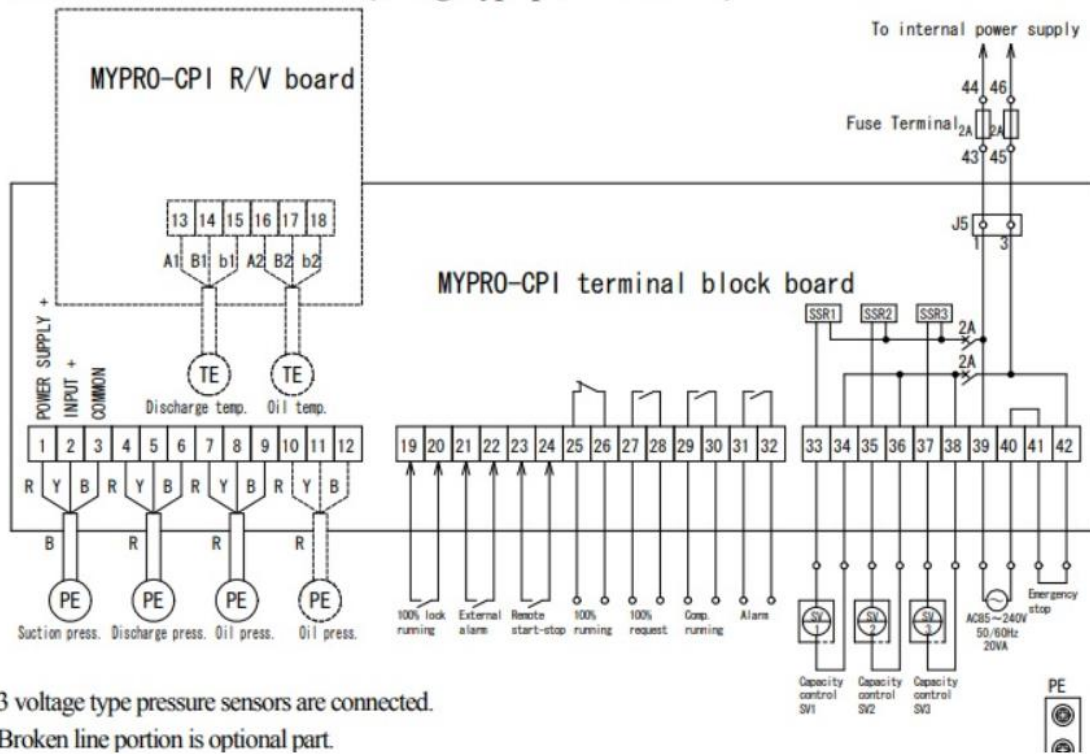 To internal power supply
MYPRO-CPI R/V board
44 46
Fuse Terminal 2A 2A
43 45
13 14 15 16 17 18
J5
1 3
A1 B1 b1 A2 B2 b2
MYPRO-CPI terminal block board
SSR1 SSR2 SSR3
2A
2A
POWER SUPPLY +
INPUT +
COMMON
TE TE
Discharge temp. Oil temp.
1 2 3 4 5 6 7 8 9 10 11 12
19 20 21 22 23 24 25 26 27 28 29 30 31 32
33 34 35 36 37 38 39 40 41 42
R Y B R Y B R Y B R Y B
B R R R
PE PE PE PE
Suction press. Discharge press. Oil press. Oil press.
100% lock running
External alarm
Remote start-stop
100% running
100% request
Comp. running
Alarm
SV 1
SV 2
SV 3
AC85~240V
50/60Hz
20VA
Emergency stop
Capacity control SV1
Capacity control SV2
Capacity control SV3
PE
3 voltage type pressure sensors are connected.
Broken line portion is optional part.